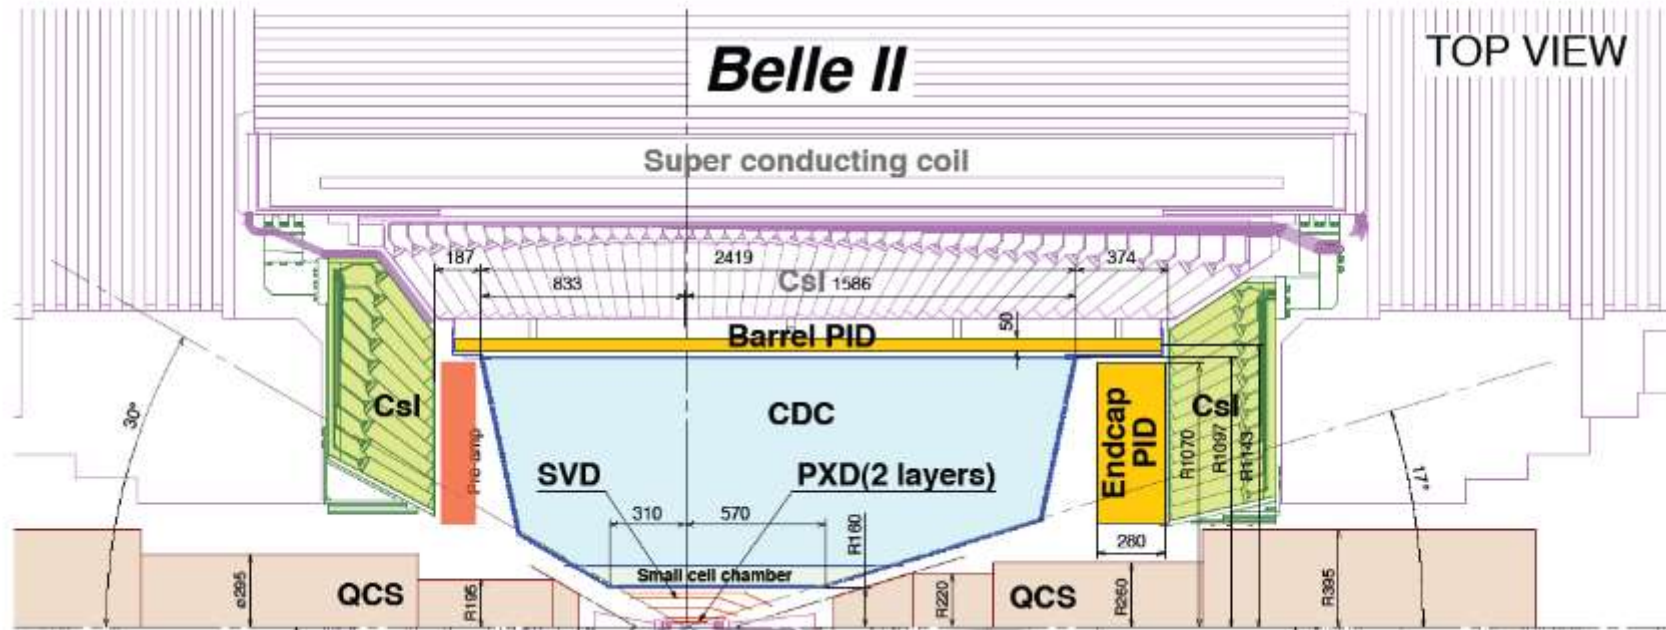 Belle II
TOP VIEW
Super conducting coil
187
2419
374
833
CsI
1586
50
Barrel PID
30°
CsI
CDC
Endcap PID
CsI
R1070
R1097
R1143
17°
Pre amp
SVD
PXD(2 layers)
310
570
R160
280
Small cell chamber
ø295
QCS
R195
R220
QCS
R260
R395